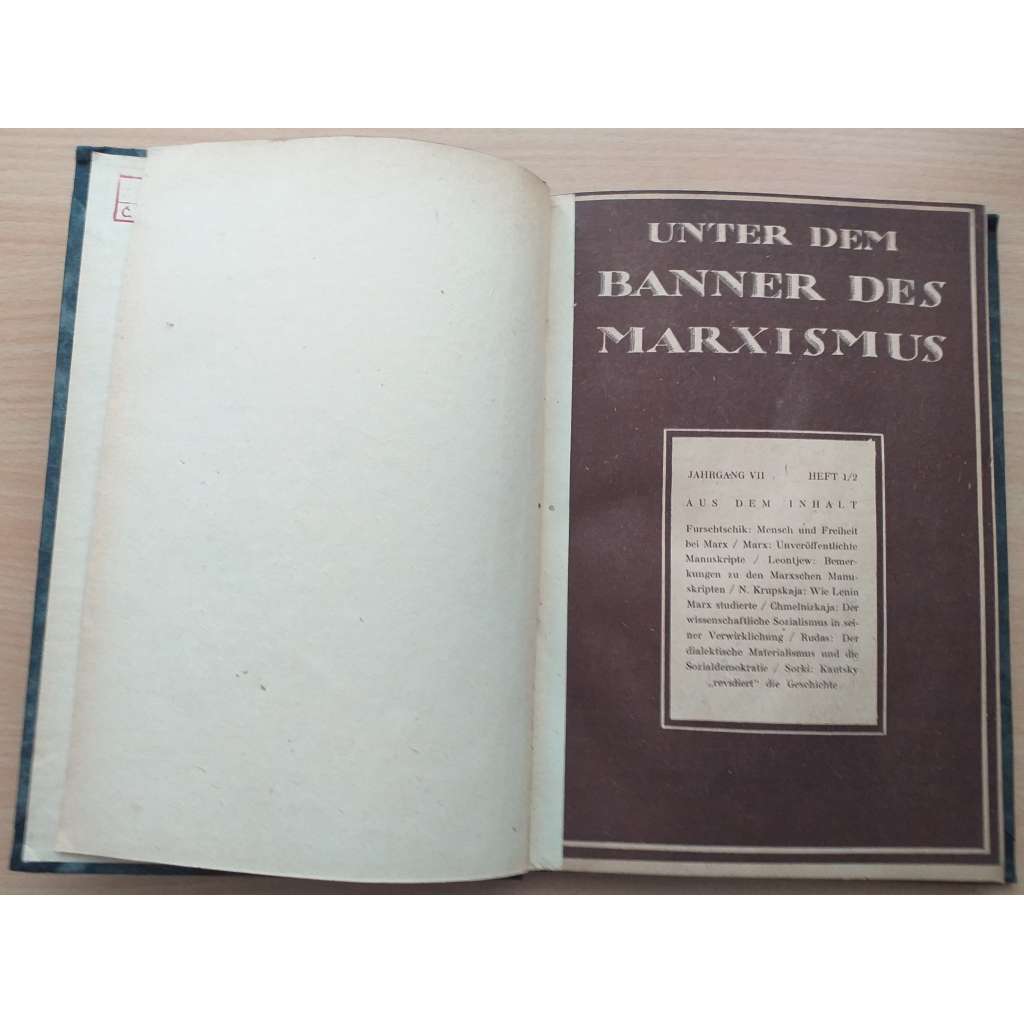 UNTER DEM
BANNER DES
MARXISMUS
JAHRGANG VII HEFT 1/2
AUS DEM INHALT
Furschtschik: Mensch und Freiheit
bei Marx / Marx: Unveröffentlichte
Manuskripte / Leontjew: Bemer-
kungen zu den Marxschen Manu-
skripten / N. Krupskaja: Wie Lenin
Marx studierte / Chmelnizkaja: Der
wissenschaftliche Sozialismus in sei-
ner Verwirklichung / Rudas: Der
dialektische Materialismus und die
Sozialdemokratie / Sorki: Kautsky
„revidiert" die Geschichte